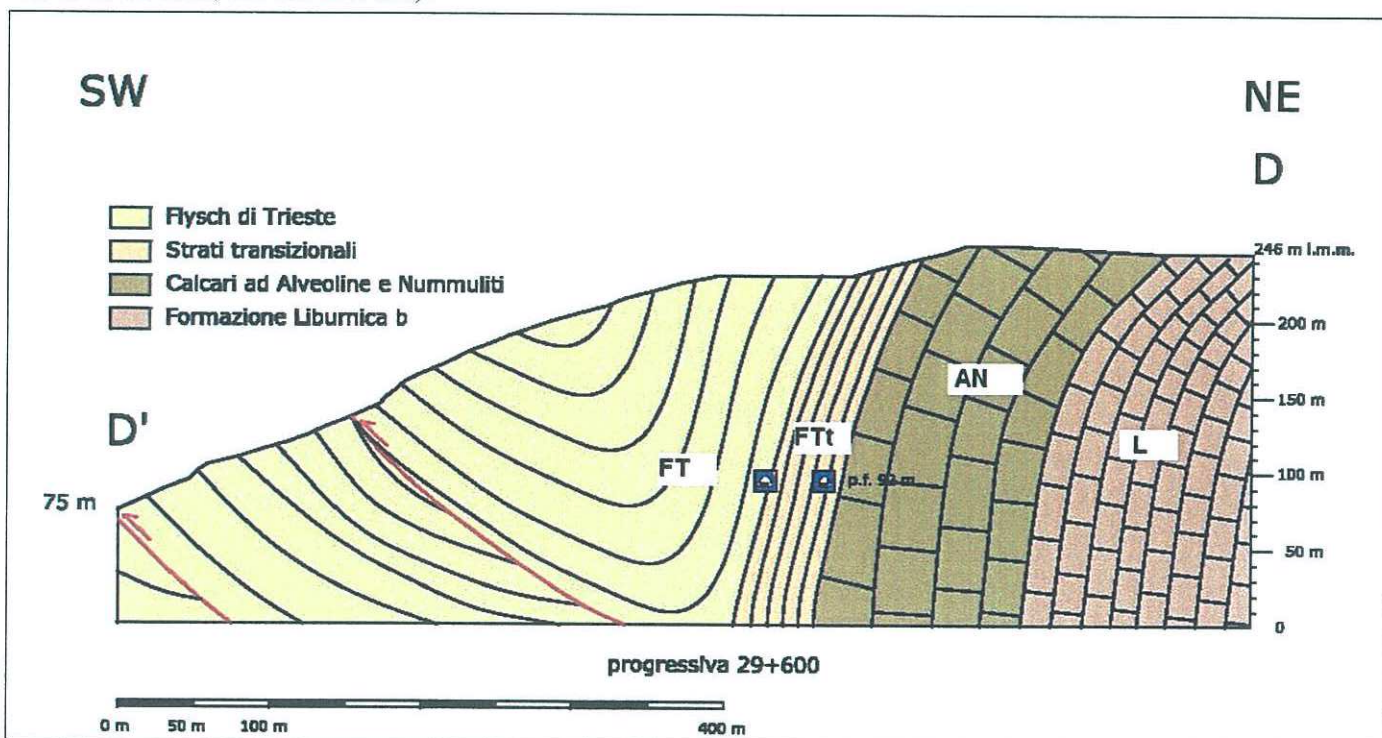 SW
NE
D
Flysch di Trieste
Strati transizionali
Calcari ad Alveoline e Nummuliti
Formazione Liburnica b
246 m l.m.m.
200 m
150 m
100 m
50 m
0
D'
75 m
FT
FTt
AN
L
p.f. 92 m
progressiva 29+600
0 m 50 m 100 m 400 m